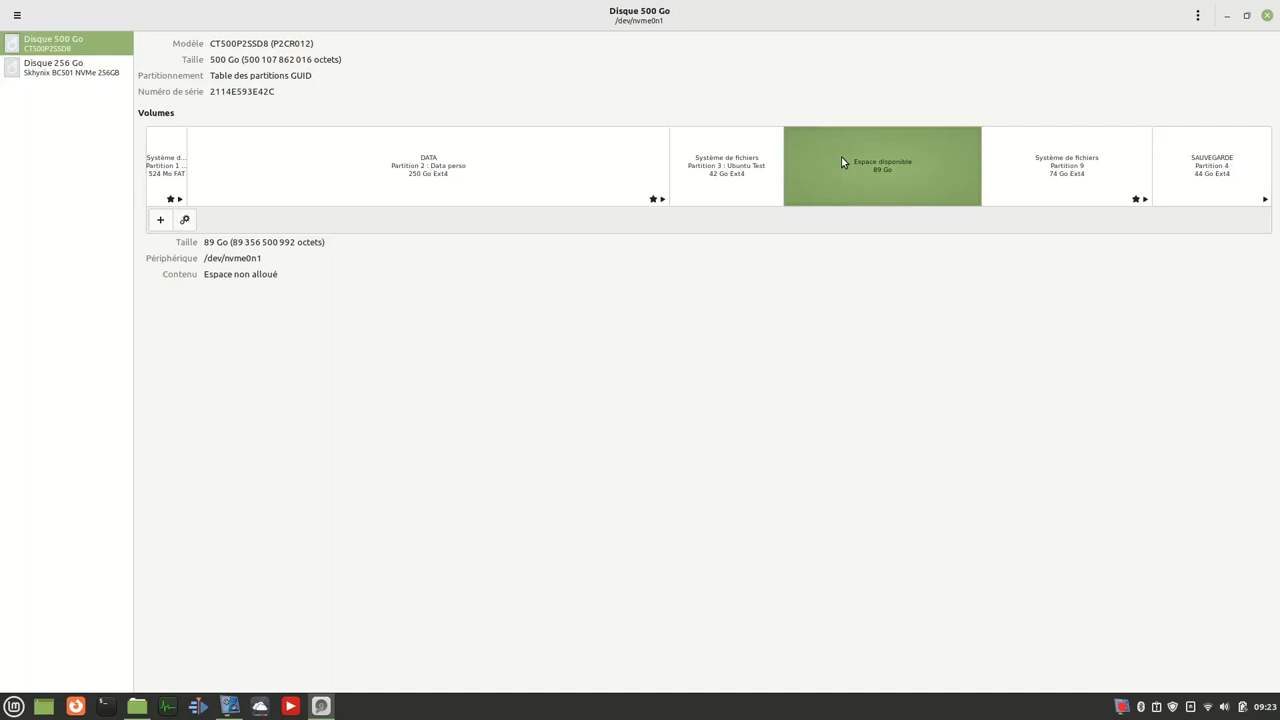 Disque 500 Go
/dev/nvme0n1
Disque 500 Go
CT500P2SSD8
Disque 256 Go
Skhynix BC501 NVMe 256GB
Modèle CT500P2SSD8 (P2CR012)
Taille 500 Go (500 107 862 016 octets)
Partitionnement Table des partitions GUID
Numéro de série 2114E593E42C
Volumes
Système d...
Partition 1 ...
524 Mo FAT
DATA
Partition 2 : Data perso
250 Go Ext4
Système de fichiers
Partition 3 : Ubuntu Test
42 Go Ext4
Espace disponible
89 Go
Système de fichiers
Partition 9
74 Go Ext4
SAUVEGARDE
Partition 4
44 Go Ext4
Taille 89 Go (89 356 500 992 octets)
Périphérique /dev/nvme0n1
Contenu Espace non alloué
09:23